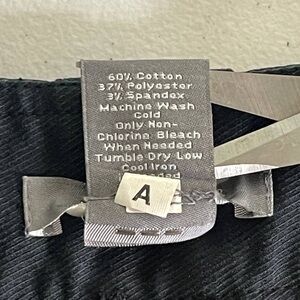 60% Cotton
37% Polyester
3% Spandex
Machine Wash
Cold
Only Non-
Chlorine Bleach
When Needed
Tumble Dry Low
Cool Iron
A